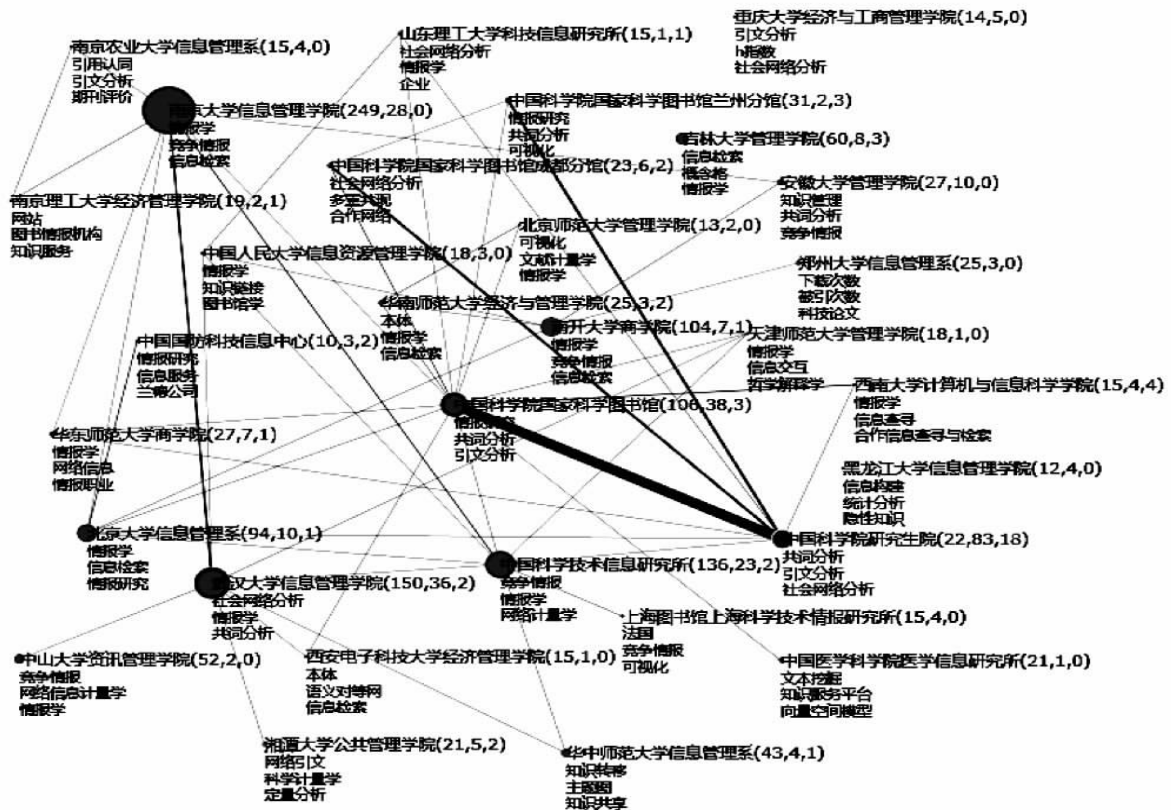 南京农业大学信息管理系(15,4,0)
引用认同
引文分析
期刊评价
山东理工大学科技信息研究所(15,1,1)
社会网络分析
情报学
企业
重庆大学经济与工商管理学院(14,5,0)
引文分析
h指数
社会网络分析
南京大学信息管理学院(249,28,0)
情报学
竞争情报
信息检索
中国科学院国家科学图书馆兰州分馆(31,2,3)
情报研究
共词分析
可视化
吉林大学管理学院(60,8,3)
信息检索
概念格
情报学
中国科学院国家科学图书馆成都分馆(23,6,2)
社会网络分析
多重共现
合作网络
安徽大学管理学院(27,10,0)
知识管理
共词分析
竞争情报
南京理工大学经济管理学院(19,2,1)
网站
图书情报机构
知识服务
北京师范大学管理学院(13,2,0)
可视化
文献计量学
情报学
中国人民大学信息资源管理学院(18,3,0)
情报学
知识链接
图书馆学
郑州大学信息管理系(25,3,0)
下载次数
被引次数
科技论文
华南师范大学经济与管理学院(25,3,2)
本体
情报学
信息检索
南开大学商学院(104,7,1)
情报学
竞争情报
信息检索
天津师范大学管理学院(18,1,0)
情报学
信息交互
哲学解释学
中国国防科技信息中心(10,3,2)
情报研究
信息服务
兰德公司
西南大学计算机与信息科学学院(15,4,4)
情报学
信息查寻
合作信息查寻与检索
中国科学院国家科学图书馆(106,38,3)
情报研究
共词分析
引文分析
华东师范大学商学院(27,7,1)
情报学
网络信息
情报职业
黑龙江大学信息管理学院(12,4,0)
信息构建
统计分析
隐性知识
北京大学信息管理系(94,10,1)
情报学
信息检索
情报研究
中国科学院研究生院(22,83,18)
共词分析
引文分析
社会网络分析
中国科学技术信息研究所(136,23,2)
竞争情报
情报学
网络计量学
武汉大学信息管理学院(150,36,2)
社会网络分析
情报学
共词分析
上海图书馆上海科学技术情报研究所(15,4,0)
法国
竞争情报
可视化
中山大学资讯管理学院(52,2,0)
竞争情报
网络信息计量学
情报学
西安电子科技大学经济管理学院(15,1,0)
本体
语义对等网
信息检索
中国医学科学院医学信息研究所(21,1,0)
文本挖掘
知识服务平台
向量空间模型
湘潭大学公共管理学院(21,5,2)
网络引文
科学计量学
定量分析
华中师范大学信息管理系(43,4,1)
知识转移
主题图
知识共享